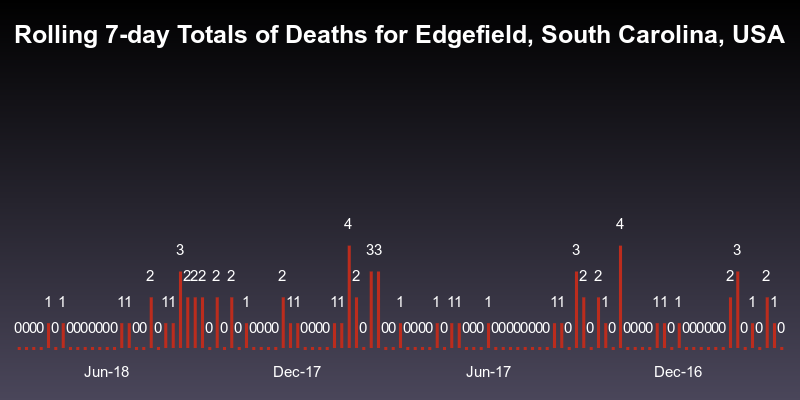 Rolling 7-day Totals of Deaths for Edgefield, South Carolina, USA
4 4
3 33 3 3
2 222 2 2 2 2 2 2 2 2
1 1 11 11 1 11 11 1 1 11 1 11 1 11 1 1 1
0000 0 0000000 00 0 0 0 0 0000 0000 0 00 0000 0 000 00000000 0 0 0 0000 0 000000 0 0 0
Jun-18 Dec-17 Jun-17 Dec-16